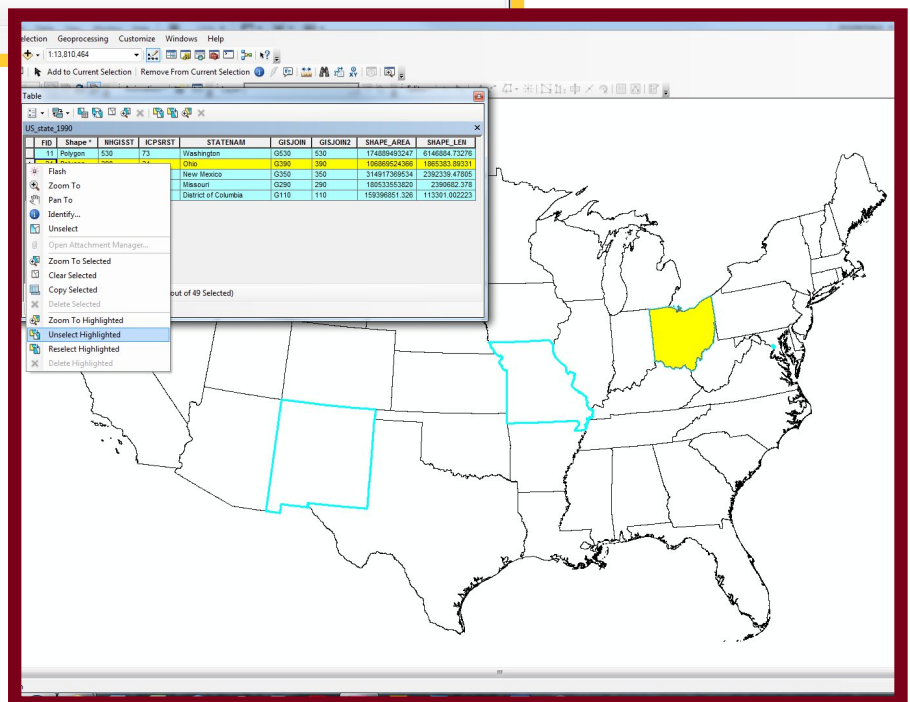 election Geoprocessing Customize Windows Help
1:13,810,464
Add to Current Selection Remove From Current Selection
Table
US_state_1990
FID Shape * NHGISST ICPSRST STATENAM GISJOIN GISJOIN2 SHAPE_AREA SHAPE_LEN
11 Polygon 530 73 Washington G530 530 174889493247 6146884.73276
Ohio G390 390 106869524366 1865383.89331
New Mexico G350 350 314917369534 2392339.47805
Missouri G290 290 180533553820 2390682.378
District of Columbia G110 110 159396851.326 113301.002223
Flash
Zoom To
Pan To
Identify...
Unselect
Open Attachment Manager...
Zoom To Selected
Clear Selected
Copy Selected
out of 49 Selected)
Delete Selected
Zoom To Highlighted
Unselect Highlighted
Reselect Highlighted
Delete Highlighted